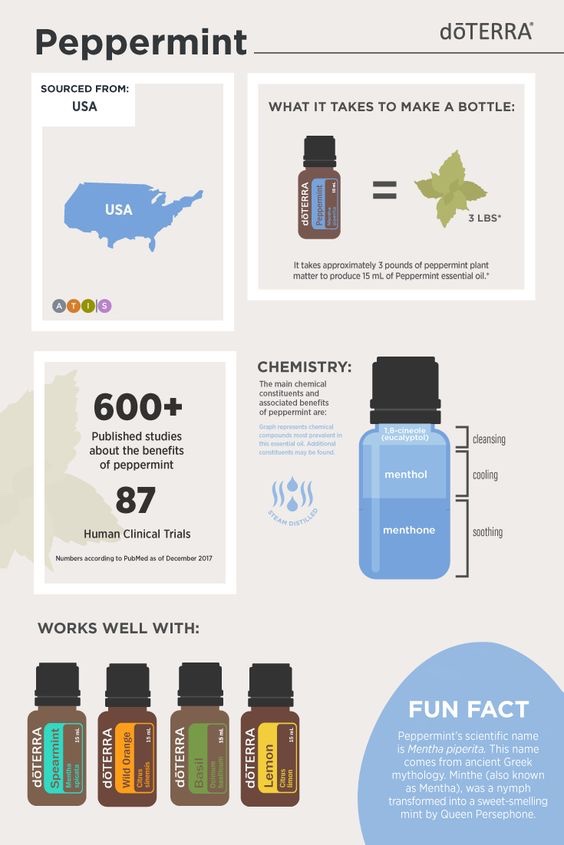 Peppermint
dōTERRA®
SOURCED FROM:
USA
USA
A T I S
WHAT IT TAKES TO MAKE A BOTTLE:
dōTERRA
Peppermint
Mentha
piperita
15 mL
=
3 LBS*
It takes approximately 3 pounds of peppermint plant
matter to produce 15 mL of Peppermint essential oil.*
600+
Published studies
about the benefits
of peppermint
87
Human Clinical Trials
Numbers according to PubMed as of December 2017
CHEMISTRY:
The main chemical
constituents and
associated benefits
of peppermint are:
Graph represents chemical
compounds most prevalent in
this essential oil. Additional
constituents may be found.
STEAM DISTILLED
1,8-cineole
(eucalyptol)
cleansing
menthol
cooling
menthone
soothing
WORKS WELL WITH:
dōTERRA
Spearmint
Mentha
spicata
15 mL
dōTERRA
Wild Orange
Citrus
sinensis
15 mL
dōTERRA
Basil
Ocimum
basilicum
15 mL
dōTERRA
Lemon
Citrus
limon
15 mL
FUN FACT
Peppermint's scientific name
is Mentha piperita. This name
comes from ancient Greek
mythology. Minthe (also known
as Mentha), was a nymph
transformed into a sweet-smelling
mint by Queen Persephone.